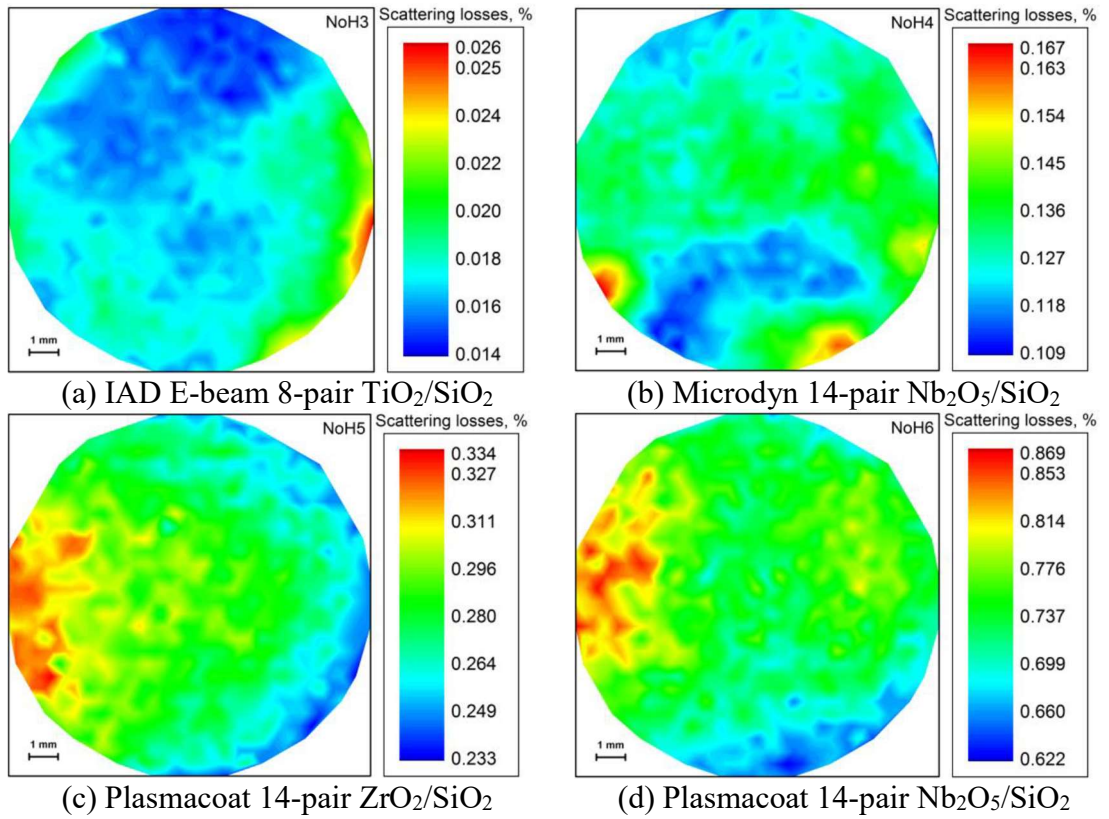 NoH3
Scattering losses, %
0.026
0.025
0.024
0.022
0.020
0.018
0.016
0.014
1 mm
(a) IAD E-beam 8-pair TiO₂/SiO₂
NoH4
Scattering losses, %
0.167
0.163
0.154
0.145
0.136
0.127
0.118
0.109
1 mm
(b) Microdyn 14-pair Nb₂O₅/SiO₂
NoH5
Scattering losses, %
0.334
0.327
0.311
0.296
0.280
0.264
0.249
0.233
1 mm
(c) Plasmacoat 14-pair ZrO₂/SiO₂
NoH6
Scattering losses, %
0.869
0.853
0.814
0.776
0.737
0.699
0.660
0.622
1 mm
(d) Plasmacoat 14-pair Nb₂O₅/SiO₂